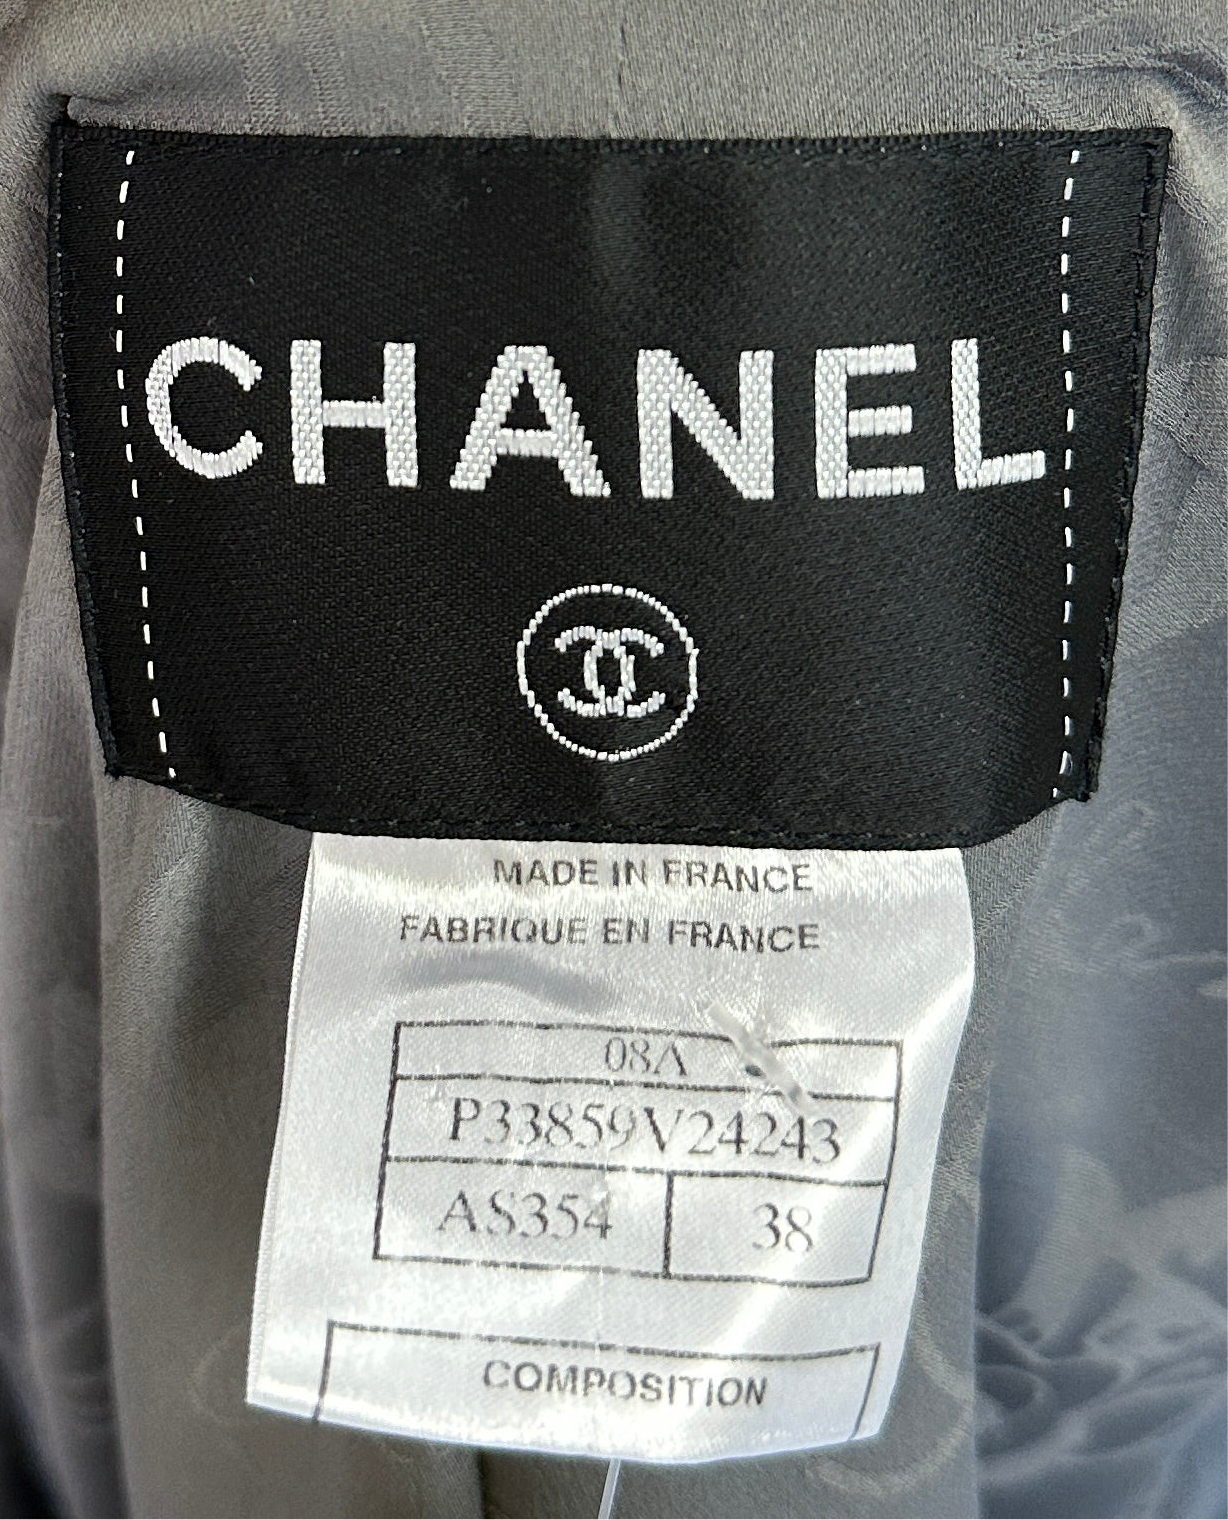 CHANEL
MADE IN FRANCE
FABRIQUE EN FRANCE
08A
P33859V24243
AS354 38
COMPOSITION